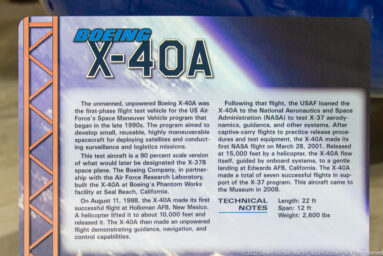 BOEING
X-40A
The unmanned, unpowered Boeing X-40A was
the first-phase flight test vehicle for the US Air
Force's Space Maneuver Vehicle program that
began in the late 1990s. The program aimed to
develop small, reusable, highly maneuverable
spacecraft for deploying satellites and conduct-
ing surveillance and logistics missions.
This test aircraft is a 90 percent scale version
of what would later be designated the X-37B
space plane. The Boeing Company, in partner-
ship with the Air Force Research Laboratory,
built the X-40A at Boeing's Phantom Works
facility at Seal Beach, California.
On August 11, 1998, the X-40A made its first
successful flight at Holloman AFB, New Mexico.
A helicopter lifted it to about 10,000 feet and
released it. The X-40A then made an unpowered
flight demonstrating guidance, navigation, and
control capabilities.
Following that flight, the USAF loaned the
X-40A to the National Aeronautics and Space
Administration (NASA) to test X-37 aerody-
namics, guidance, and other systems. After
captive-carry flights to practice release proce-
dures and test equipment, the X-40A made its
first NASA flight on March 28, 2001. Released
at 15,000 feet by a helicopter, the X-40A flew
itself, guided by onboard systems, to a gentle
landing at Edwards AFB, California. The X-40A
made a total of seven successful flights in sup-
port of the X-37 program. This aircraft came to
the Museum in 2008.
TECHNICAL NOTES
Length: 22 ft
Span: 12 ft
Weight: 2,600 lbs